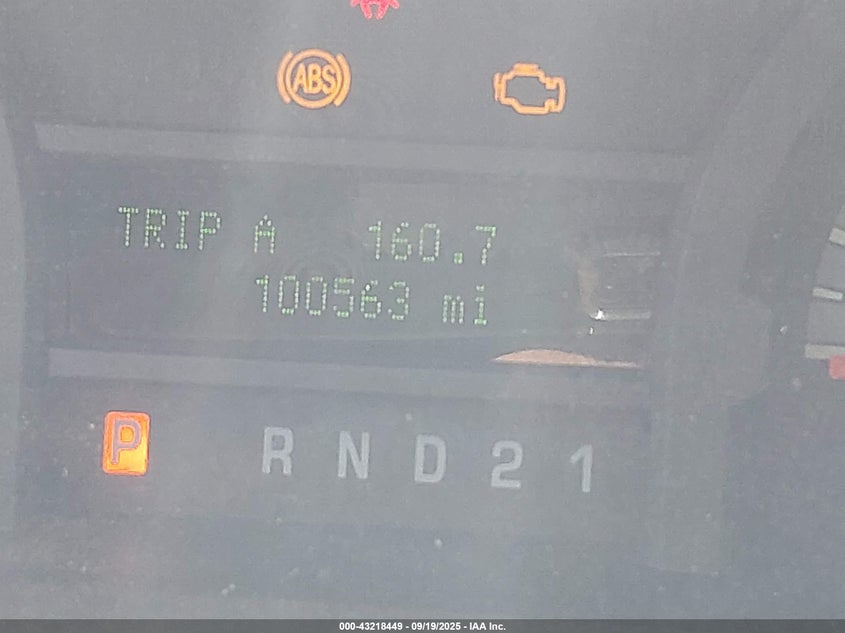 ABS
TRIP A 160.7
100563 mi
P R N D 2 1
000-43218449 - 09/19/2025 - IAA Inc.